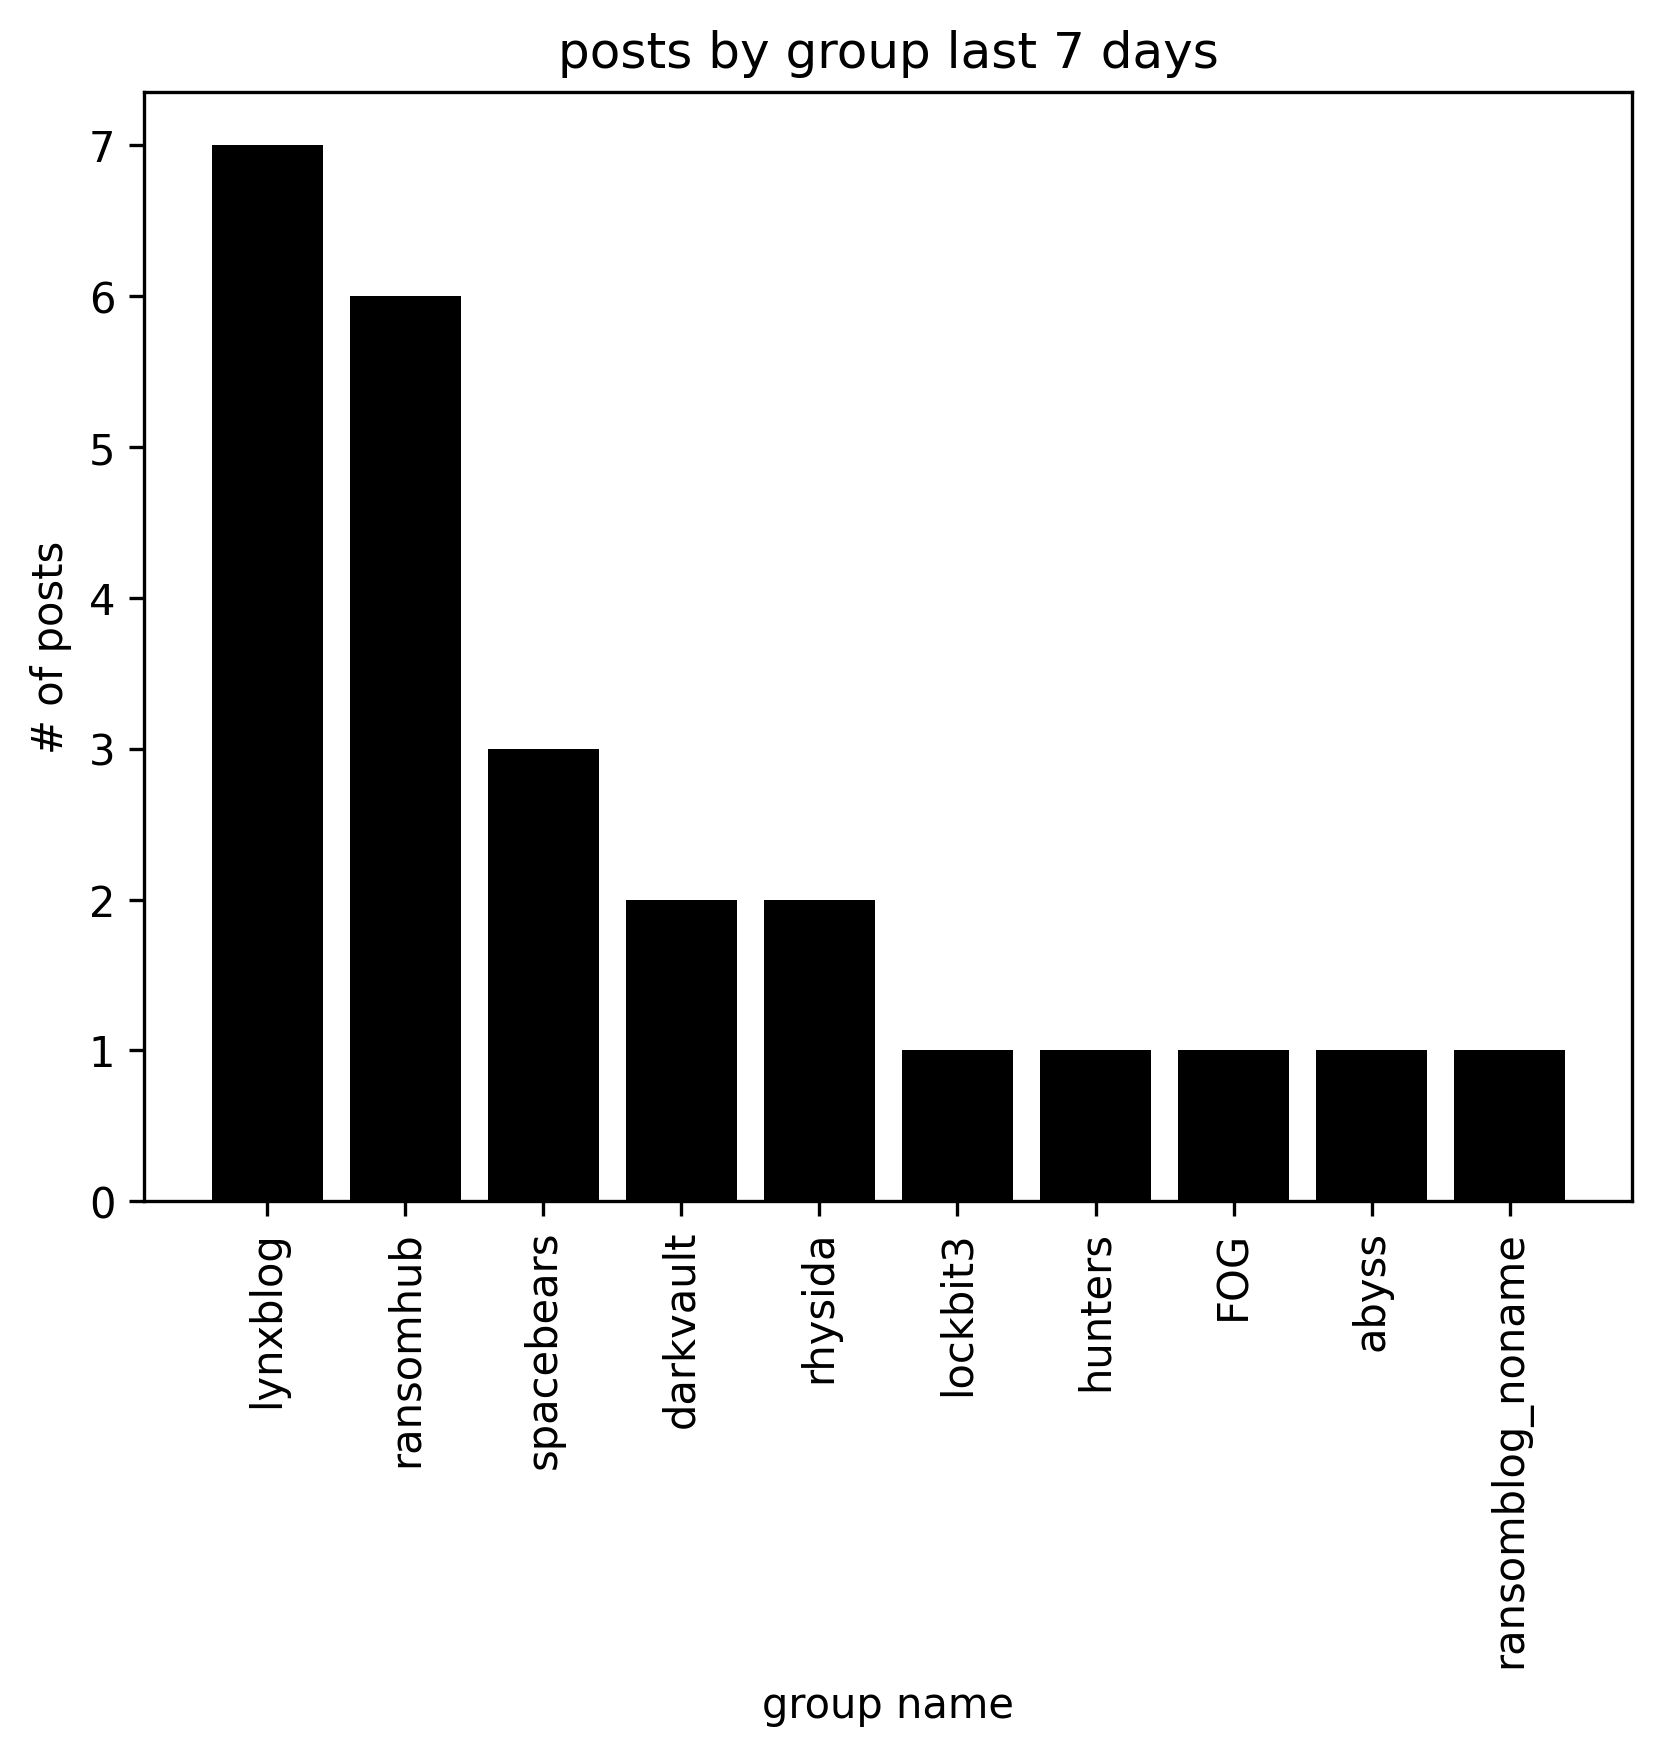 posts by group last 7 days
# of posts
7
6
5
4
3
2
1
0
lynxblog
ransomhub
spacebears
darkvault
rhysida
lockbit3
hunters
FOG
abyss
ransomblog_noname
group name